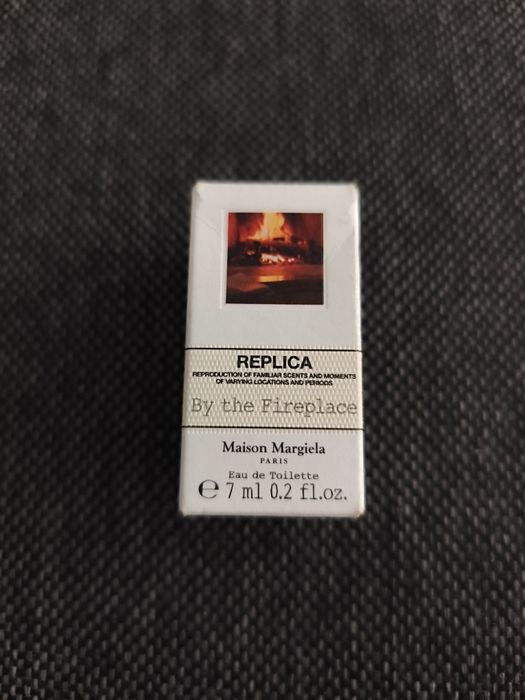 REPLICA
REPRODUCTION OF FAMILIAR SCENTS AND MOMENTS
OF VARYING LOCATIONS AND PERIODS
By the Fireplace
Maison Margiela
PARIS
Eau de Toilette
℮ 7 ml 0.2 fl.oz.